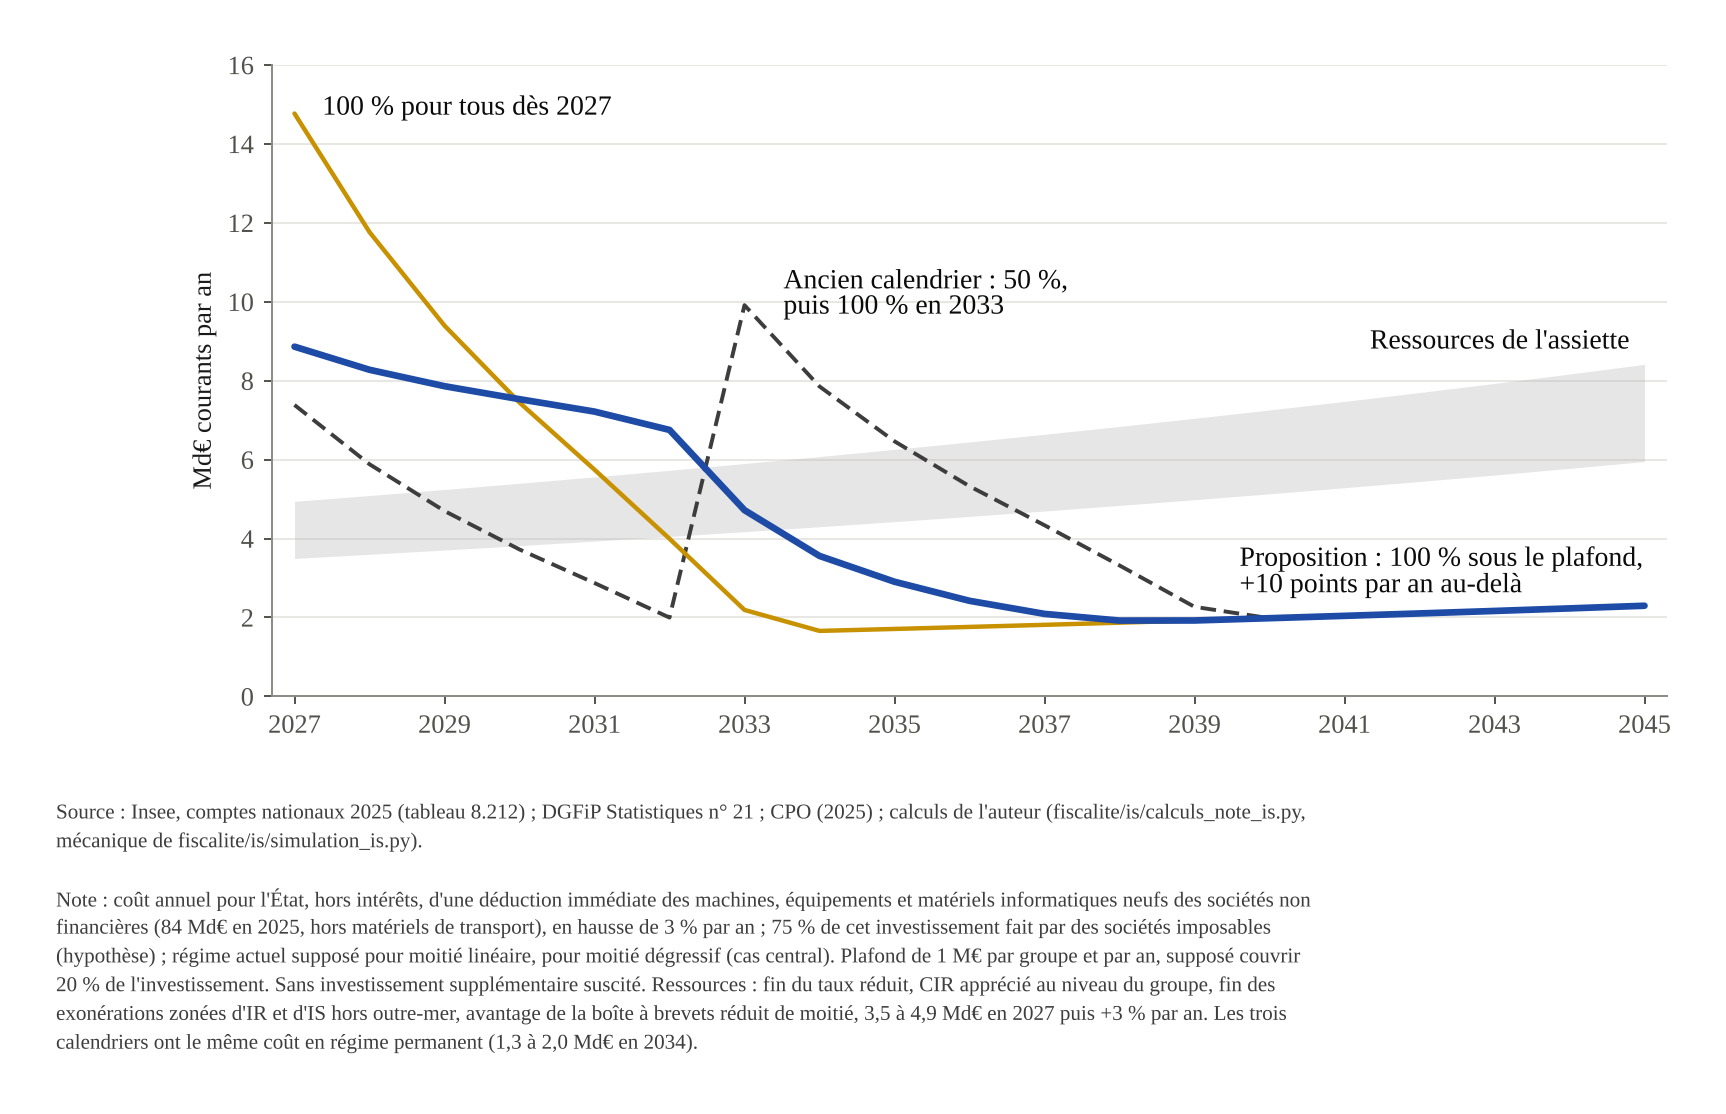 16
100 % pour tous dès 2027
14
12
Ancien calendrier : 50 %,
puis 100 % en 2033
10
Ressources de l'assiette
Md€ courants par an
8
6
4
Proposition : 100 % sous le plafond,
+10 points par an au-delà
2
0
2027 2029 2031 2033 2035 2037 2039 2041 2043 2045
Source : Insee, comptes nationaux 2025 (tableau 8.212) ; DGFiP Statistiques n° 21 ; CPO (2025) ; calculs de l'auteur (fiscalite/is/calculs_note_is.py,
mécanique de fiscalite/is/simulation_is.py).
Note : coût annuel pour l'État, hors intérêts, d'une déduction immédiate des machines, équipements et matériels informatiques neufs des sociétés non
financières (84 Md€ en 2025, hors matériels de transport), en hausse de 3 % par an ; 75 % de cet investissement fait par des sociétés imposables
(hypothèse) ; régime actuel supposé pour moitié linéaire, pour moitié dégressif (cas central). Plafond de 1 M€ par groupe et par an, supposé couvrir
20 % de l'investissement. Sans investissement supplémentaire suscité. Ressources : fin du taux réduit, CIR apprécié au niveau du groupe, fin des
exonérations zonées d'IR et d'IS hors outre-mer, avantage de la boîte à brevets réduit de moitié, 3,5 à 4,9 Md€ en 2027 puis +3 % par an. Les trois
calendriers ont le même coût en régime permanent (1,3 à 2,0 Md€ en 2034).